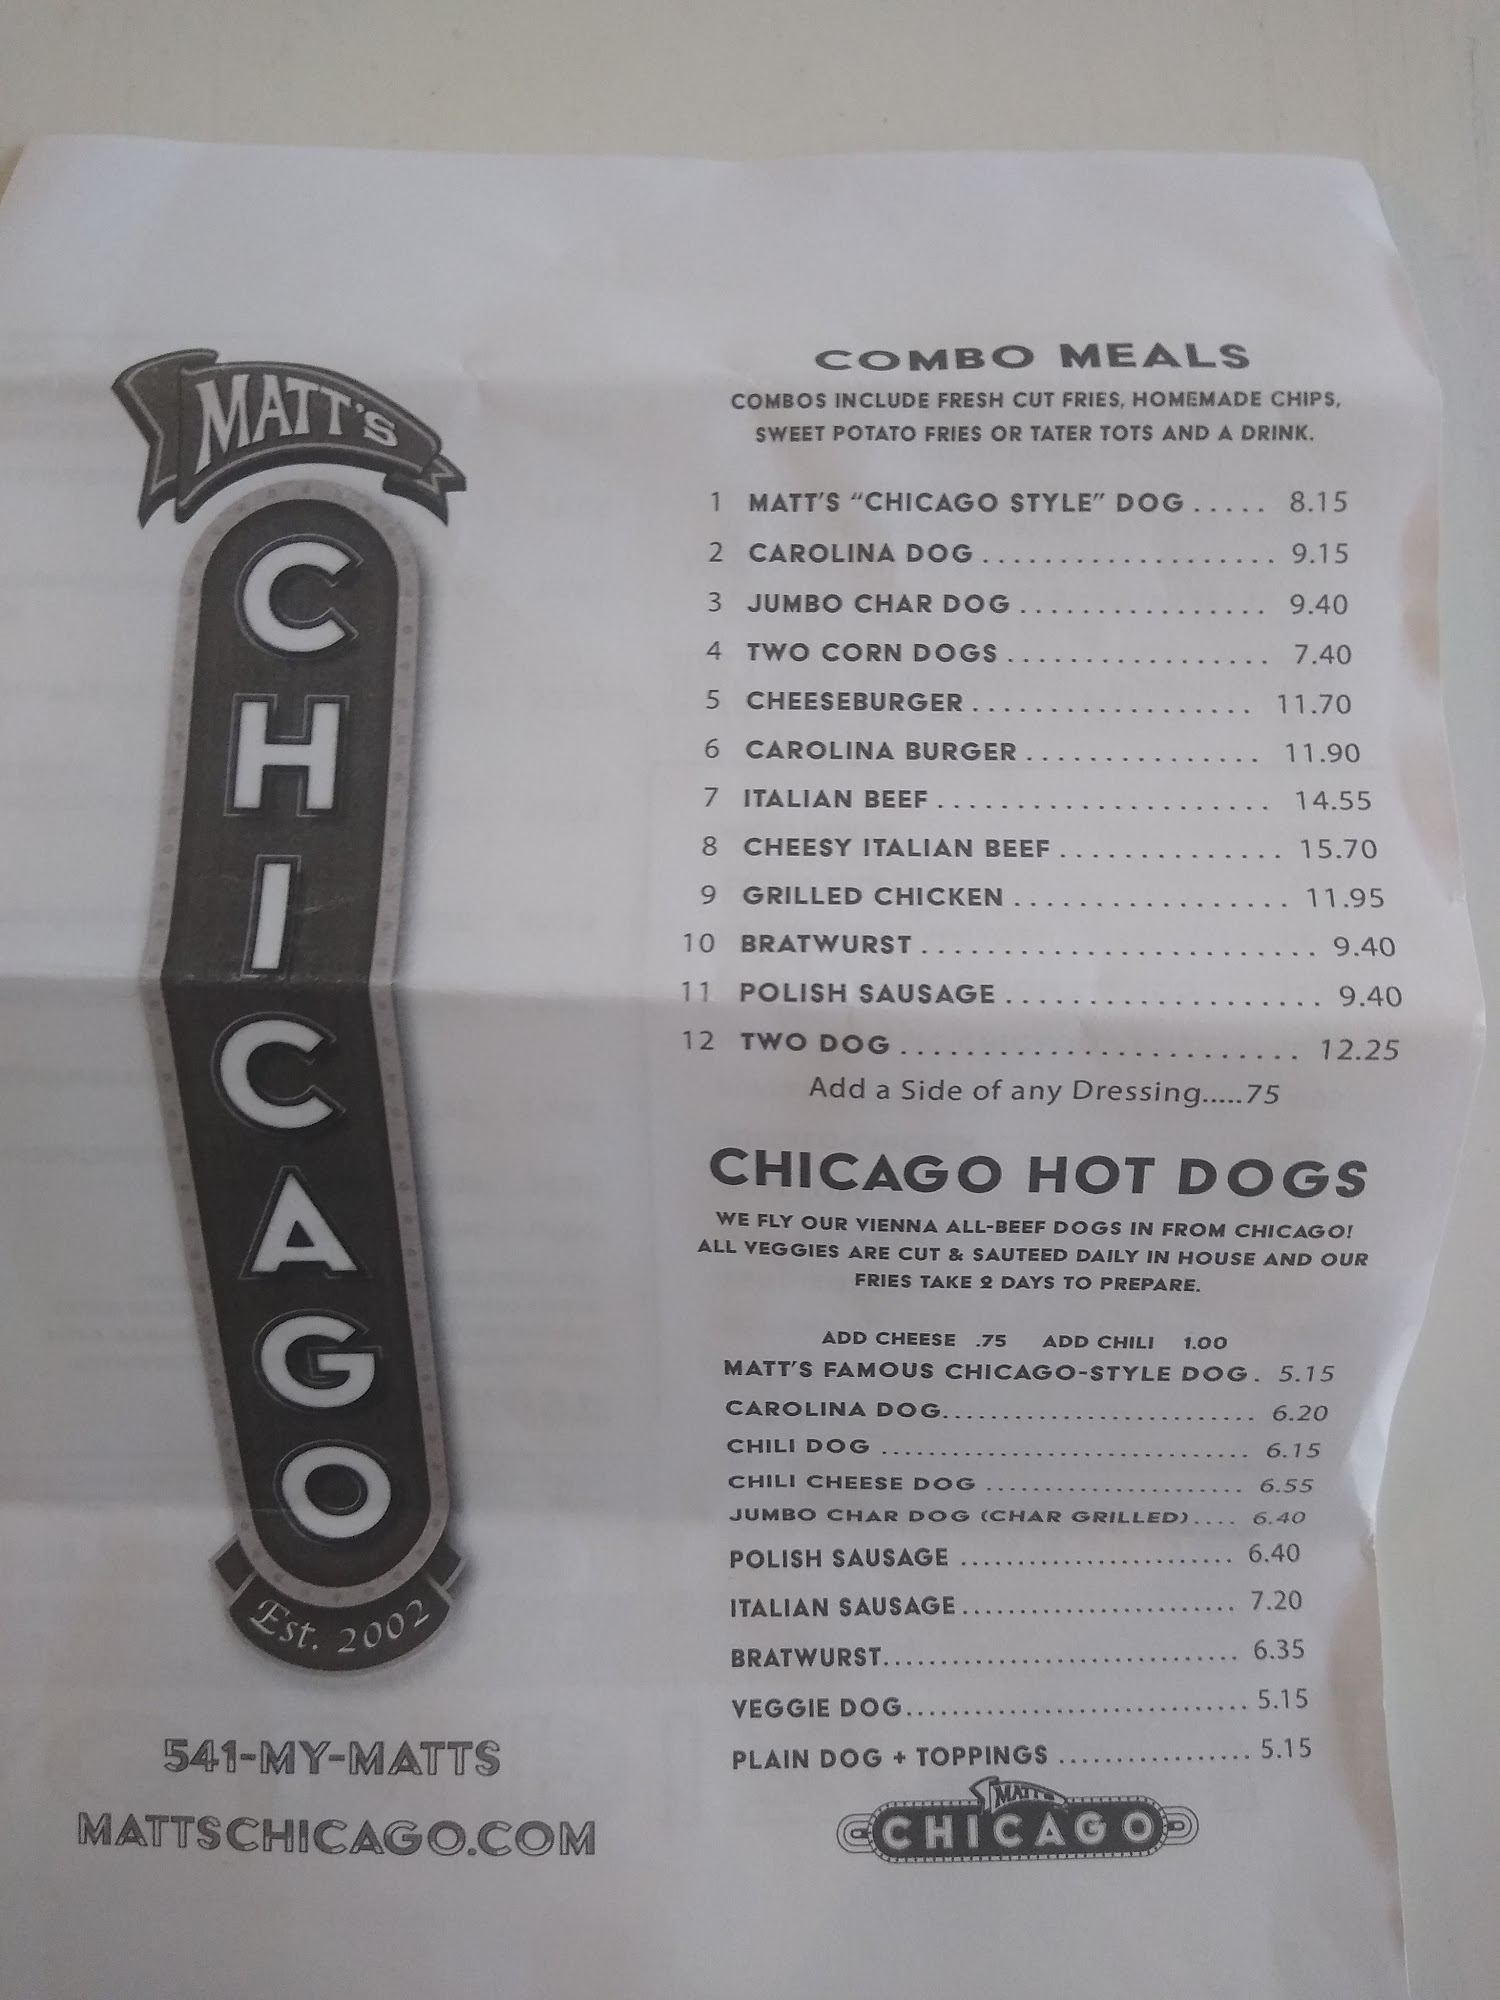 MATT'S
CHICAGO
Est. 2002
541-MY-MATTS
MATTSCHICAGO.COM
COMBO MEALS
COMBOS INCLUDE FRESH CUT FRIES, HOMEMADE CHIPS,
SWEET POTATO FRIES OR TATER TOTS AND A DRINK.
1 MATT'S "CHICAGO STYLE" DOG ..... 8.15
2 CAROLINA DOG ................... 9.15
3 JUMBO CHAR DOG ................ 9.40
4 TWO CORN DOGS ................. 7.40
5 CHEESEBURGER .................. 11.70
6 CAROLINA BURGER ............... 11.90
7 ITALIAN BEEF ..................... 14.55
8 CHEESY ITALIAN BEEF .............. 15.70
9 GRILLED CHICKEN ................. 11.95
10 BRATWURST ........................ 9.40
11 POLISH SAUSAGE .................... 9.40
12 TWO DOG ........................ 12.25
Add a Side of any Dressing.....75
CHICAGO HOT DOGS
WE FLY OUR VIENNA ALL-BEEF DOGS IN FROM CHICAGO!
ALL VEGGIES ARE CUT & SAUTEED DAILY IN HOUSE AND OUR
FRIES TAKE 2 DAYS TO PREPARE.
ADD CHEESE .75 ADD CHILI 1.00
MATT'S FAMOUS CHICAGO-STYLE DOG . 5.15
CAROLINA DOG............................ 6.20
CHILI DOG ................................. 6.15
CHILI CHEESE DOG ....................... 6.55
JUMBO CHAR DOG (CHAR GRILLED).... 6.40
POLISH SAUSAGE ........................ 6.40
ITALIAN SAUSAGE........................ 7.20
BRATWURST............................... 6.35
VEGGIE DOG.............................. 5.15
PLAIN DOG + TOPPINGS ................. 5.15
MATT'S
CHICAGO